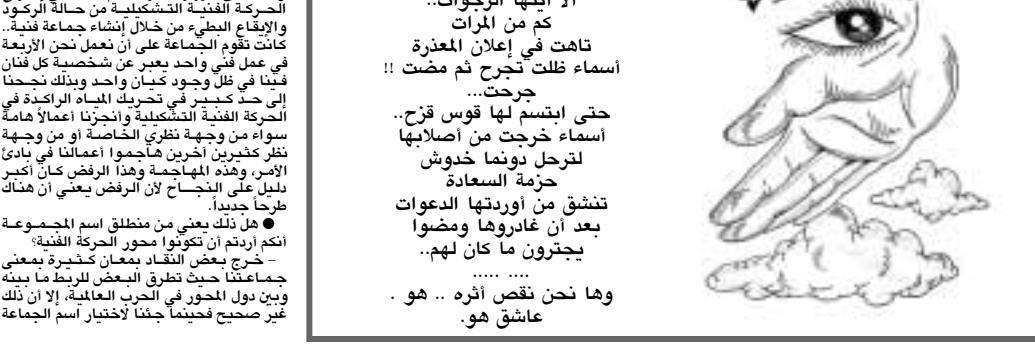 ألا أيتها الرجوات..
كم من المرات
تاهت في إعلان المعذرة
أسماء ظلت تجرح ثم مضت !!
جرحت...
حتى ابتسم لها قوس قزح..
أسماء خرجت من أصلابها
لترحل دونما خدوش
حزمة السعادة
تنشق من أوردتها الدعوات
بعد أن غادروها ومضوا
يجترون ما كان لهم..
.... .....
وها نحن نقص أثره .. هو .
عاشق هو.
الحركة الفنية التشكيلية من حالة الركود
والإيقاع البطيء من خلال إنشاء جماعة فنية..
كانت تقوم الجماعة على أن نعمل نحن الأربعة
في عمل فني واحد يعبر عن شخصية كل فنان
فينا في ظل وجود كيان واحد وبذلك نجحنا
إلى حد كبير في تحريك المياه الراكدة في
الحركة الفنية التشكيلية وأنجزنا أعمالاً هامة
سواء من وجهة نظري الخاصة أو من وجهة
نظر كثيرين آخرين هاجموا أعمالنا في بادئ
الأمر، وهذه المهاجمة وهذا الرفض كان أكبر
دليل على النجاح لأن الرفض يعني أن هناك
طرحاً جديداً.
● هل ذلك يعني من منطلق اسم المجموعة
أنكم أردتم أن تكونوا محور الحركة الفنية؟
- خرج بعض النقاد بمعان كثيرة بمعنى
جماعتنا حيث تطرق البعض للربط ما بينه
وبين دول المحور في الحرب العالمية، إلا أن ذلك
غير صحيح فحينما جئنا لاختيار اسم الجماعة